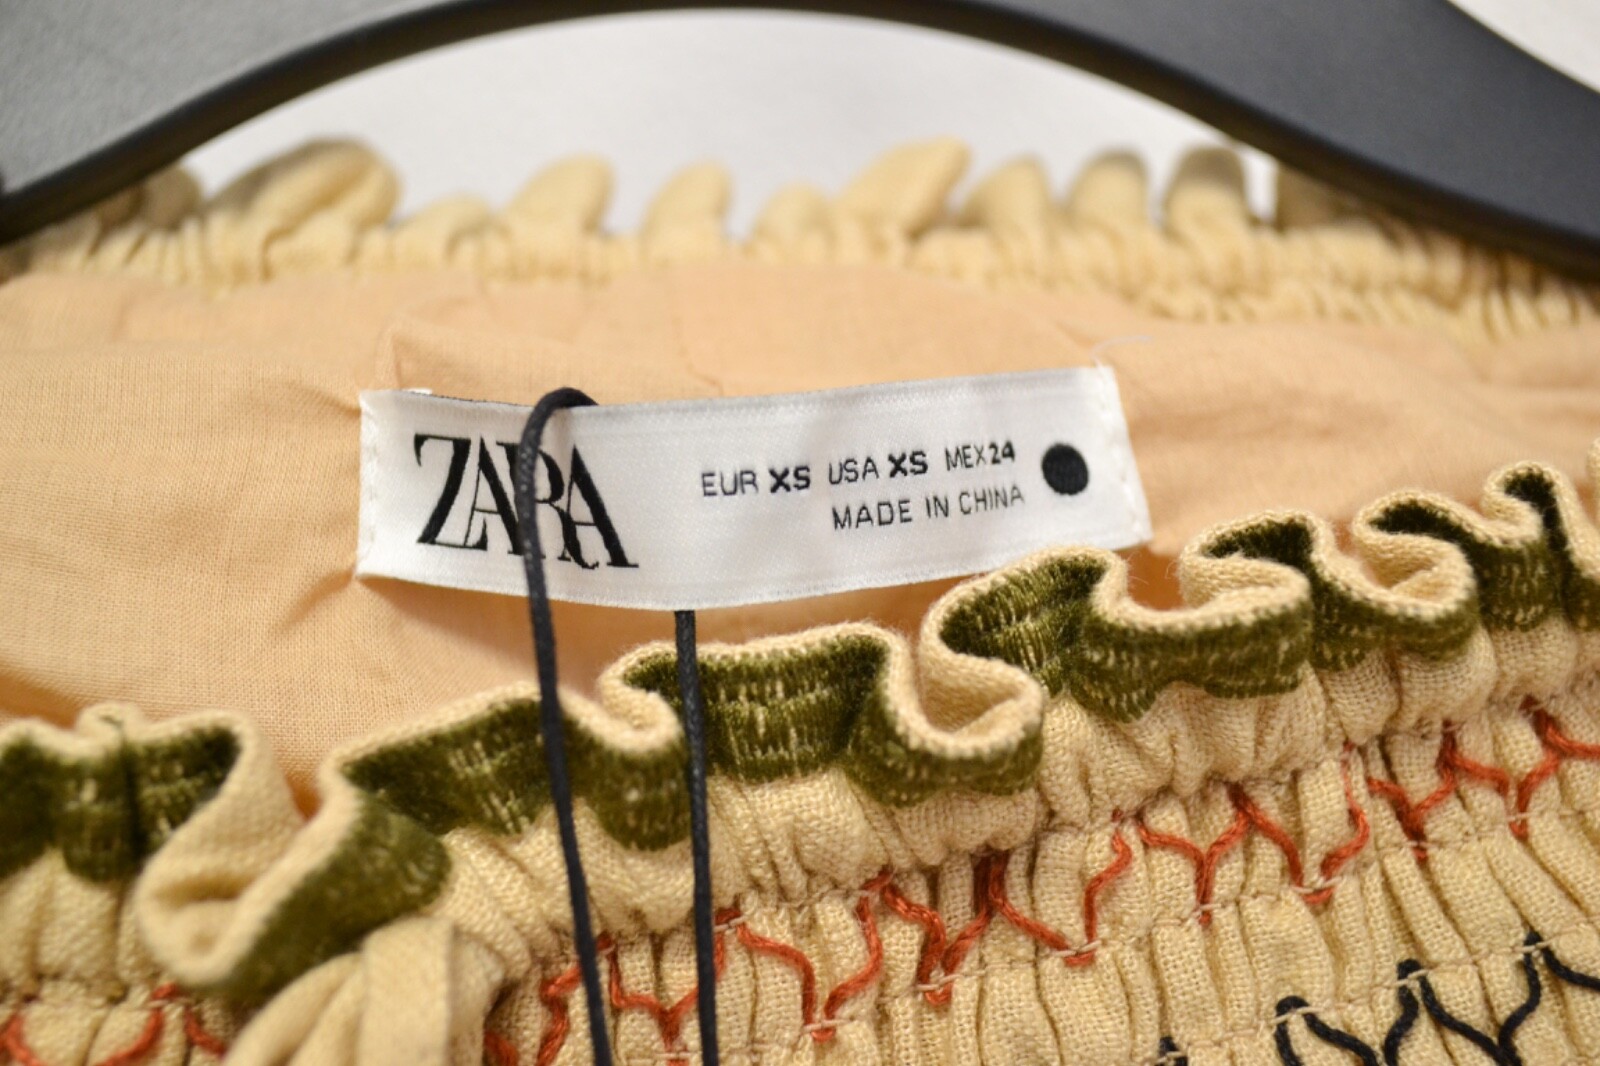 ZARA
EUR XS USA XS MEX 24
MADE IN CHINA